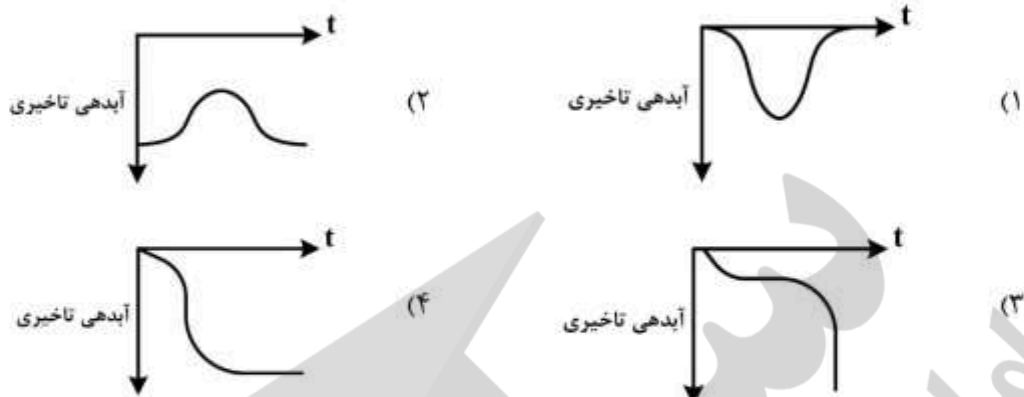 t
آبدهی تاخیری
۱)
t
آبدهی تاخیری
۲)
t
آبدهی تاخیری
۳)
t
آبدهی تاخیری
۴)